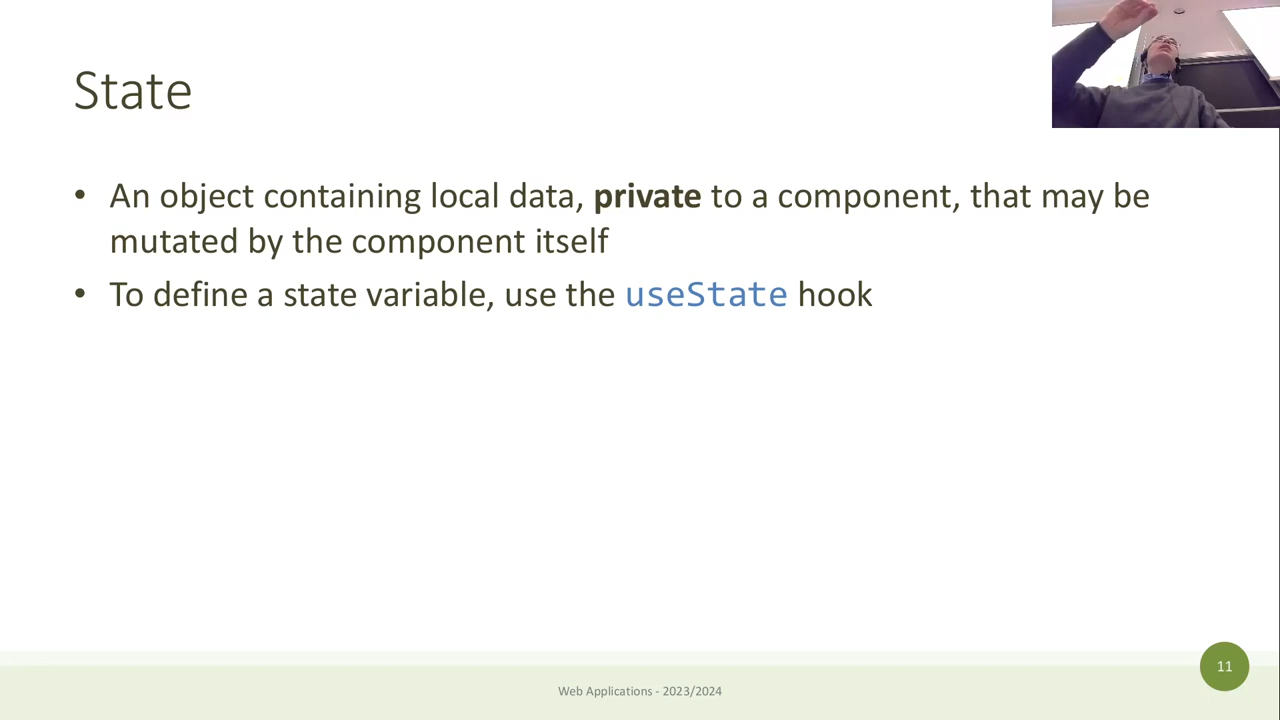 State
• An object containing local data, private to a component, that may be
mutated by the component itself
• To define a state variable, use the useState hook
11
Web Applications - 2023/2024